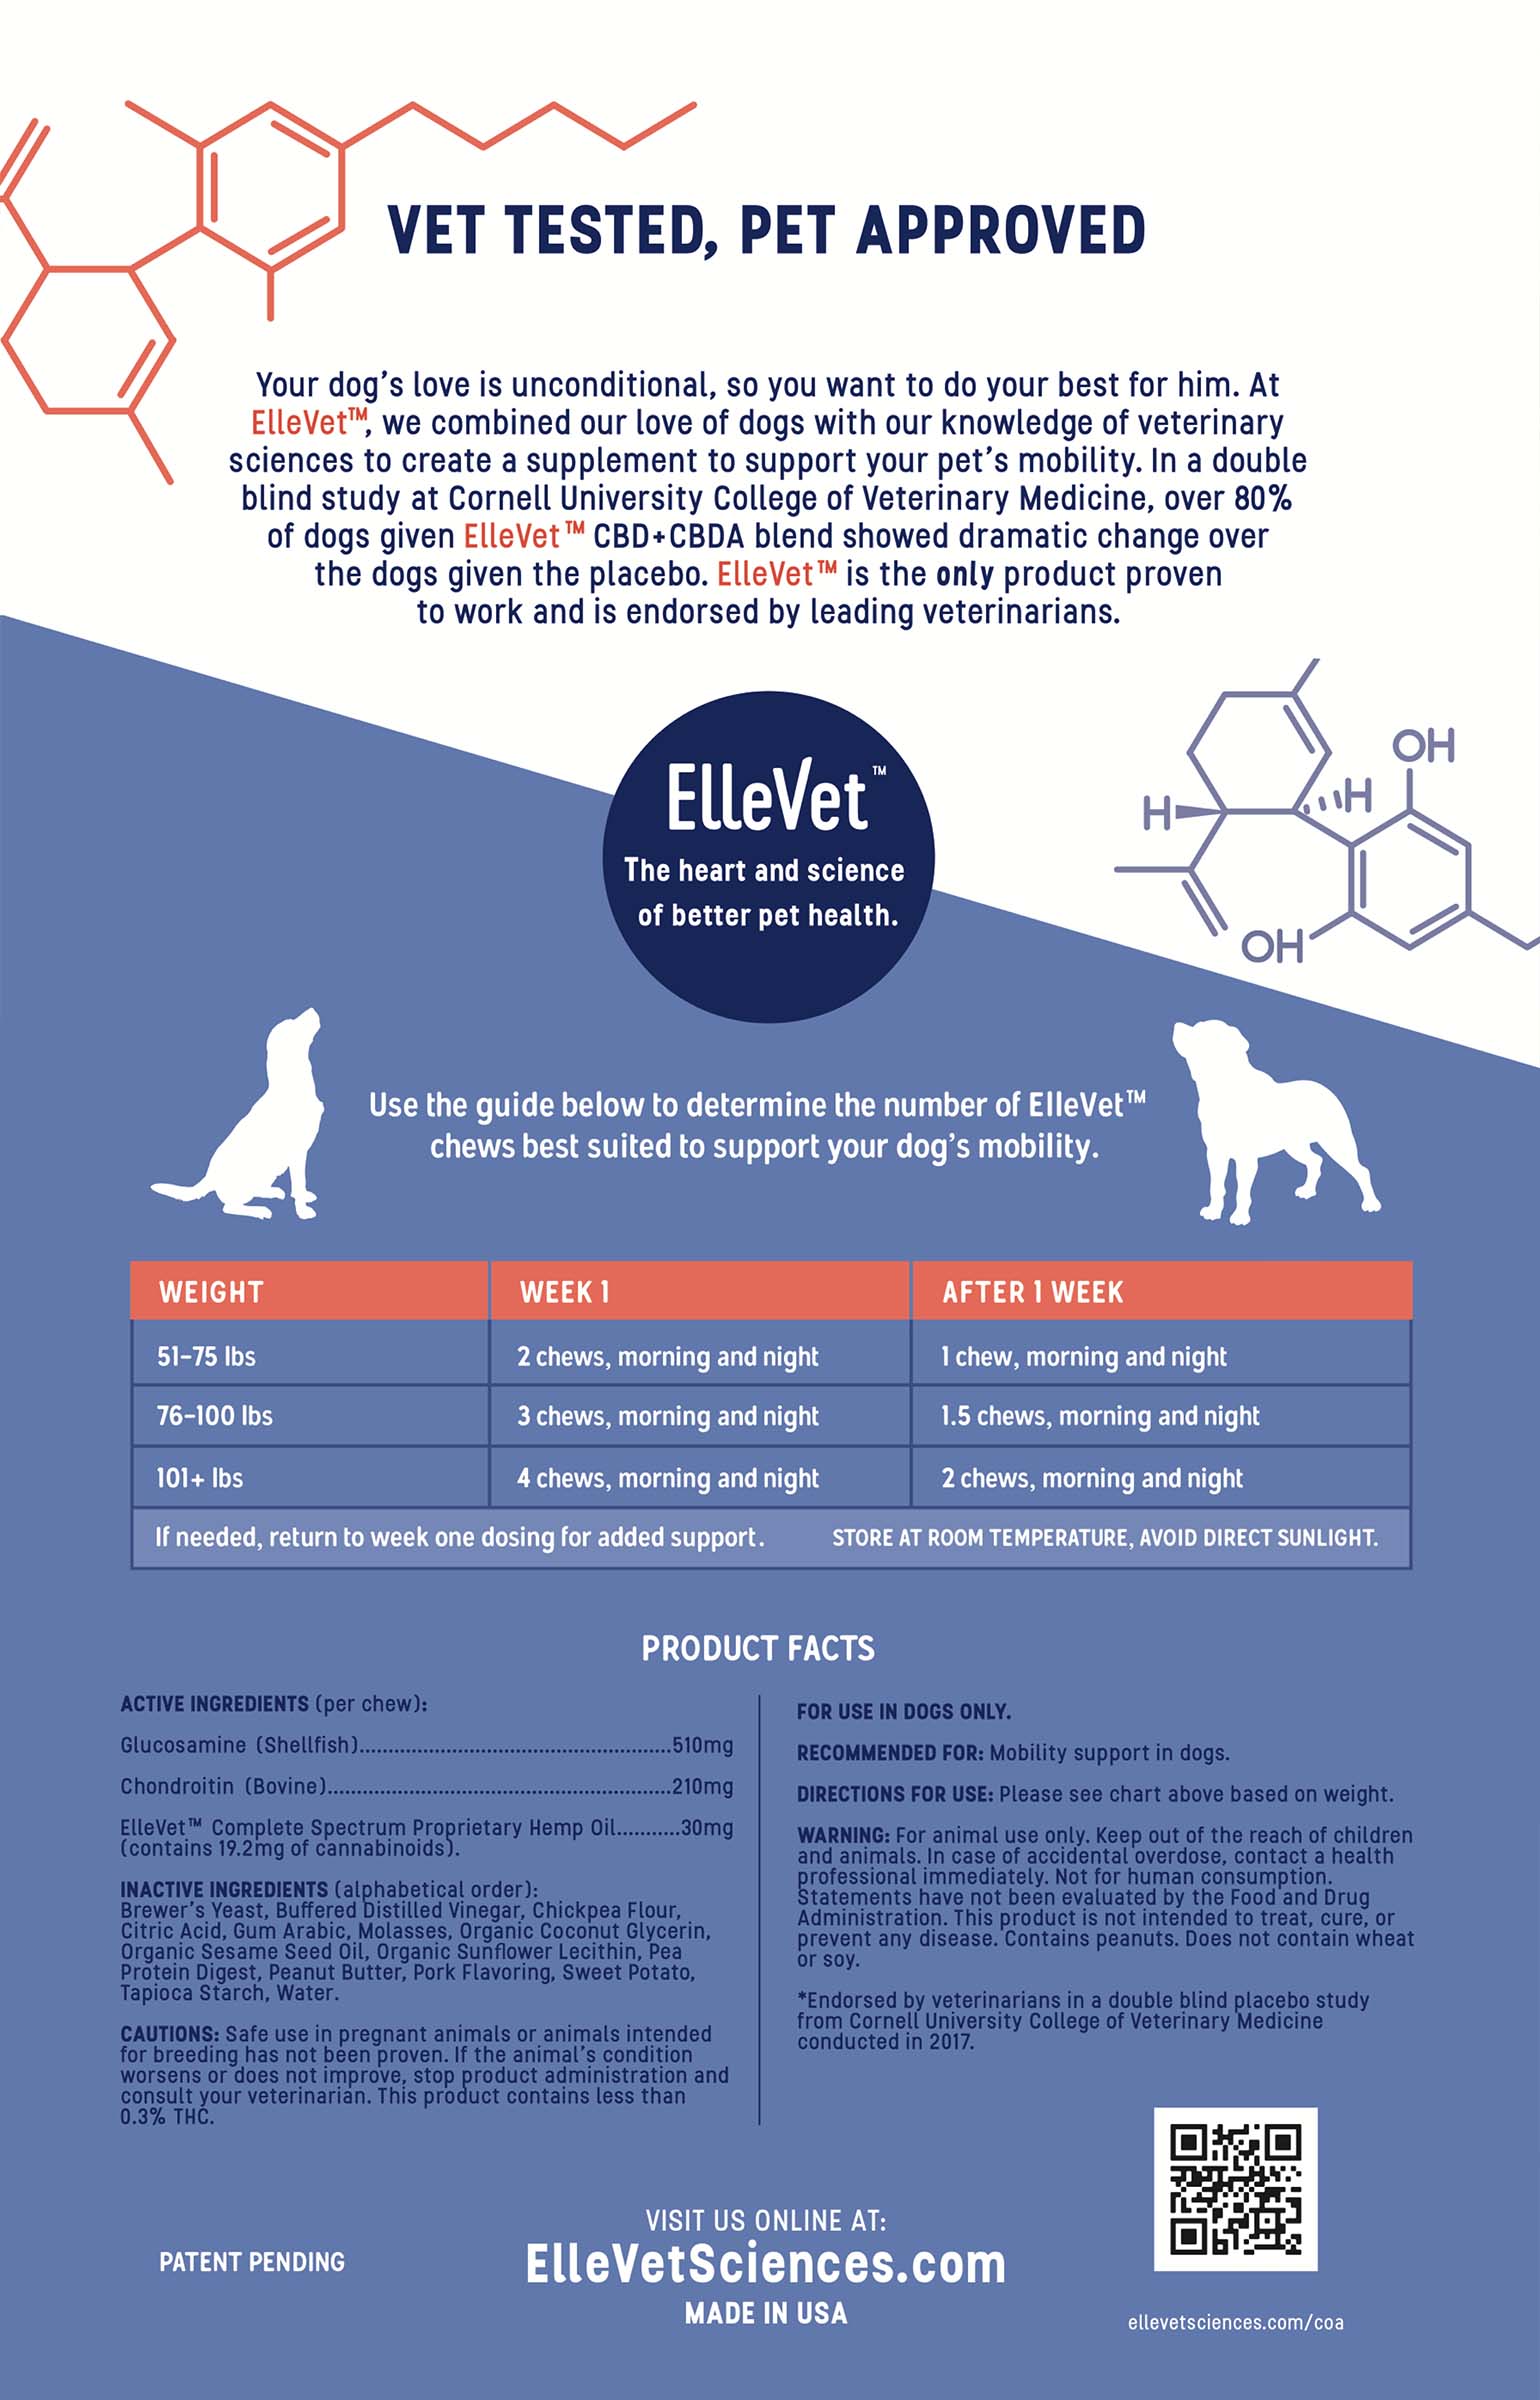 VET TESTED, PET APPROVED
Your dog's love is unconditional, so you want to do your best for him. At
ElleVet™, we combined our love of dogs with our knowledge of veterinary
sciences to create a supplement to support your pet's mobility. In a double
blind study at Cornell University College of Veterinary Medicine, over 80%
of dogs given ElleVet™ CBD+CBDA blend showed dramatic change over
the dogs given the placebo. ElleVet™ is the only product proven
to work and is endorsed by leading veterinarians.
ElleVet™
The heart and science
of better pet health.
OH
H
H
OH
Use the guide below to determine the number of ElleVet™
chews best suited to support your dog's mobility.
WEIGHT WEEK 1 AFTER 1 WEEK
51-75 lbs 2 chews, morning and night 1 chew, morning and night
76-100 lbs 3 chews, morning and night 1.5 chews, morning and night
101+ lbs 4 chews, morning and night 2 chews, morning and night
If needed, return to week one dosing for added support. STORE AT ROOM TEMPERATURE, AVOID DIRECT SUNLIGHT.
PRODUCT FACTS
ACTIVE INGREDIENTS (per chew):
Glucosamine (Shellfish)......................................................510mg
Chondroitin (Bovine)...........................................................210mg
ElleVet™ Complete Spectrum Proprietary Hemp Oil...........30mg
(contains 19.2mg of cannabinoids).
INACTIVE INGREDIENTS (alphabetical order):
Brewer's Yeast, Buffered Distilled Vinegar, Chickpea Flour,
Citric Acid, Gum Arabic, Molasses, Organic Coconut Glycerin,
Organic Sesame Seed Oil, Organic Sunflower Lecithin, Pea
Protein Digest, Peanut Butter, Pork Flavoring, Sweet Potato,
Tapioca Starch, Water.
CAUTIONS: Safe use in pregnant animals or animals intended
for breeding has not been proven. If the animal's condition
worsens or does not improve, stop product administration and
consult your veterinarian. This product contains less than
0.3% THC.
FOR USE IN DOGS ONLY.
RECOMMENDED FOR: Mobility support in dogs.
DIRECTIONS FOR USE: Please see chart above based on weight.
WARNING: For animal use only. Keep out of the reach of children
and animals. In case of accidental overdose, contact a health
professional immediately. Not for human consumption.
Statements have not been evaluated by the Food and Drug
Administration. This product is not intended to treat, cure, or
prevent any disease. Contains peanuts. Does not contain wheat
or soy.
*Endorsed by veterinarians in a double blind placebo study
from Cornell University College of Veterinary Medicine
conducted in 2017.
PATENT PENDING
VISIT US ONLINE AT:
ElleVetSciences.com
MADE IN USA
ellevetsciences.com/coa